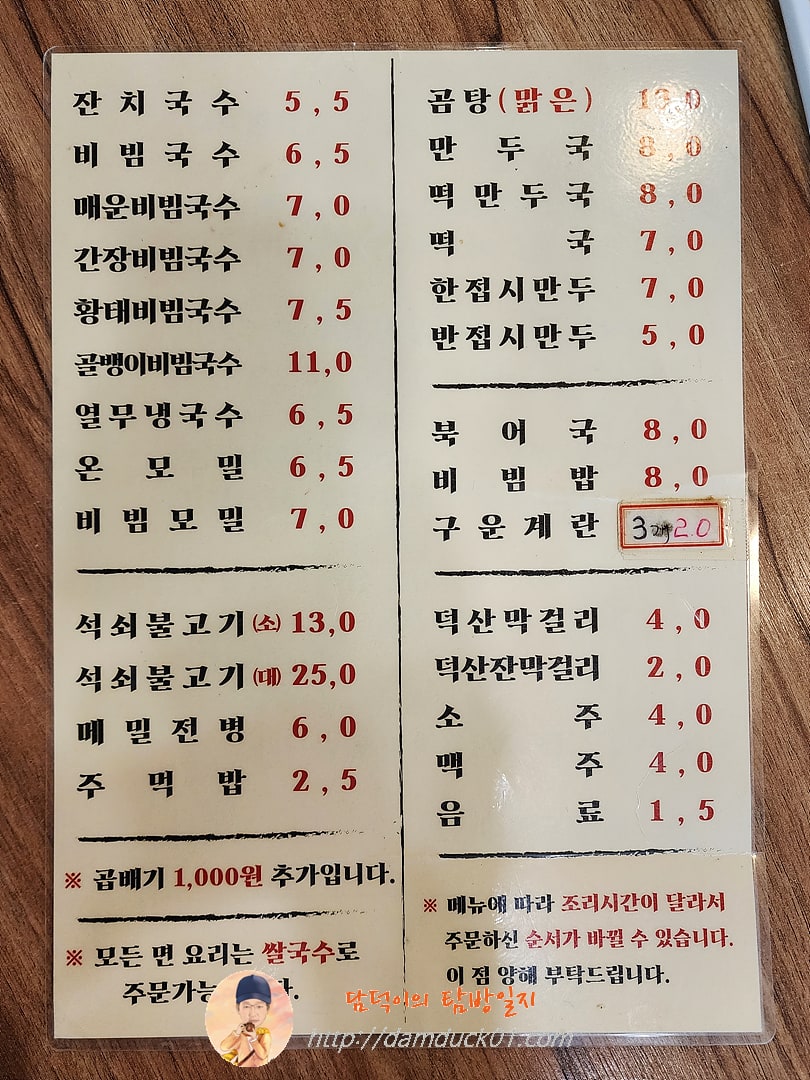 잔치국수 5,5
비빔국수 6,5
매운비빔국수 7,0
간장비빔국수 7,0
황태비빔국수 7,5
골뱅이비빔국수 11,0
열무냉국수 6,5
온모밀 6,5
비빔모밀 7,0
석쇠불고기(소) 13,0
석쇠불고기(대) 25,0
메밀전병 6,0
주먹밥 2,5
※ 곱배기 1,000원 추가입니다.
※ 모든 면 요리는 쌀국수로
주문가능
곰탕(맑은)
만두국 8,0
떡만두국 8,0
떡국 7,0
한접시만두 7,0
반접시만두 5,0
북어국 8,0
비빔밥 8,0
구운계란 3개 2.0
덕산막걸리 4,0
덕산잔막걸리 2,0
소주 4,0
맥주 4,0
음료 1,5
※ 메뉴에 따라 조리시간이 달라서
주문하신 순서가 바뀔 수 있습니다.
이 점 양해 부탁드립니다.
담덕이의 탐방일지
http://damduck01.com